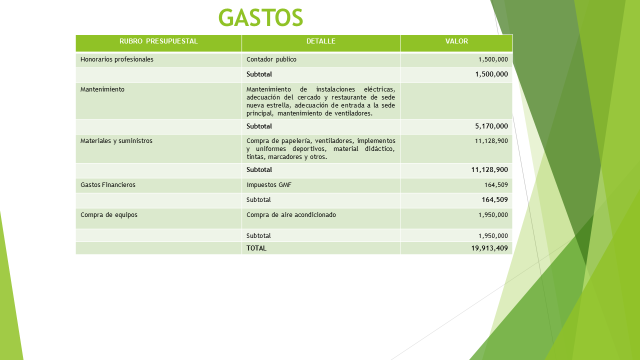 GASTOS
RUBRO PRESUPUESTAL DETALLE VALOR
Honorarios profesionales Contador publico 1,500,000
Subtotal 1,500,000
Mantenimiento Mantenimiento de instalaciones eléctricas,
adecuación del cercado y restaurante de sede
nueva estrella, adecuación de entrada a la sede
principal, mantenimiento de ventiladores.
Subtotal 5,170,000
Materiales y suministros Compra de papelería, ventiladores, implementos 11,128,900
y uniformes deportivos, material didáctico,
tintas, marcadores y otros.
Subtotal 11,128,900
Gastos Financieros Impuestos GMF 164,509
Subtotal 164,509
Compra de equipos Compra de aire acondicionado 1,950,000
Subtotal 1,950,000
TOTAL 19,913,409